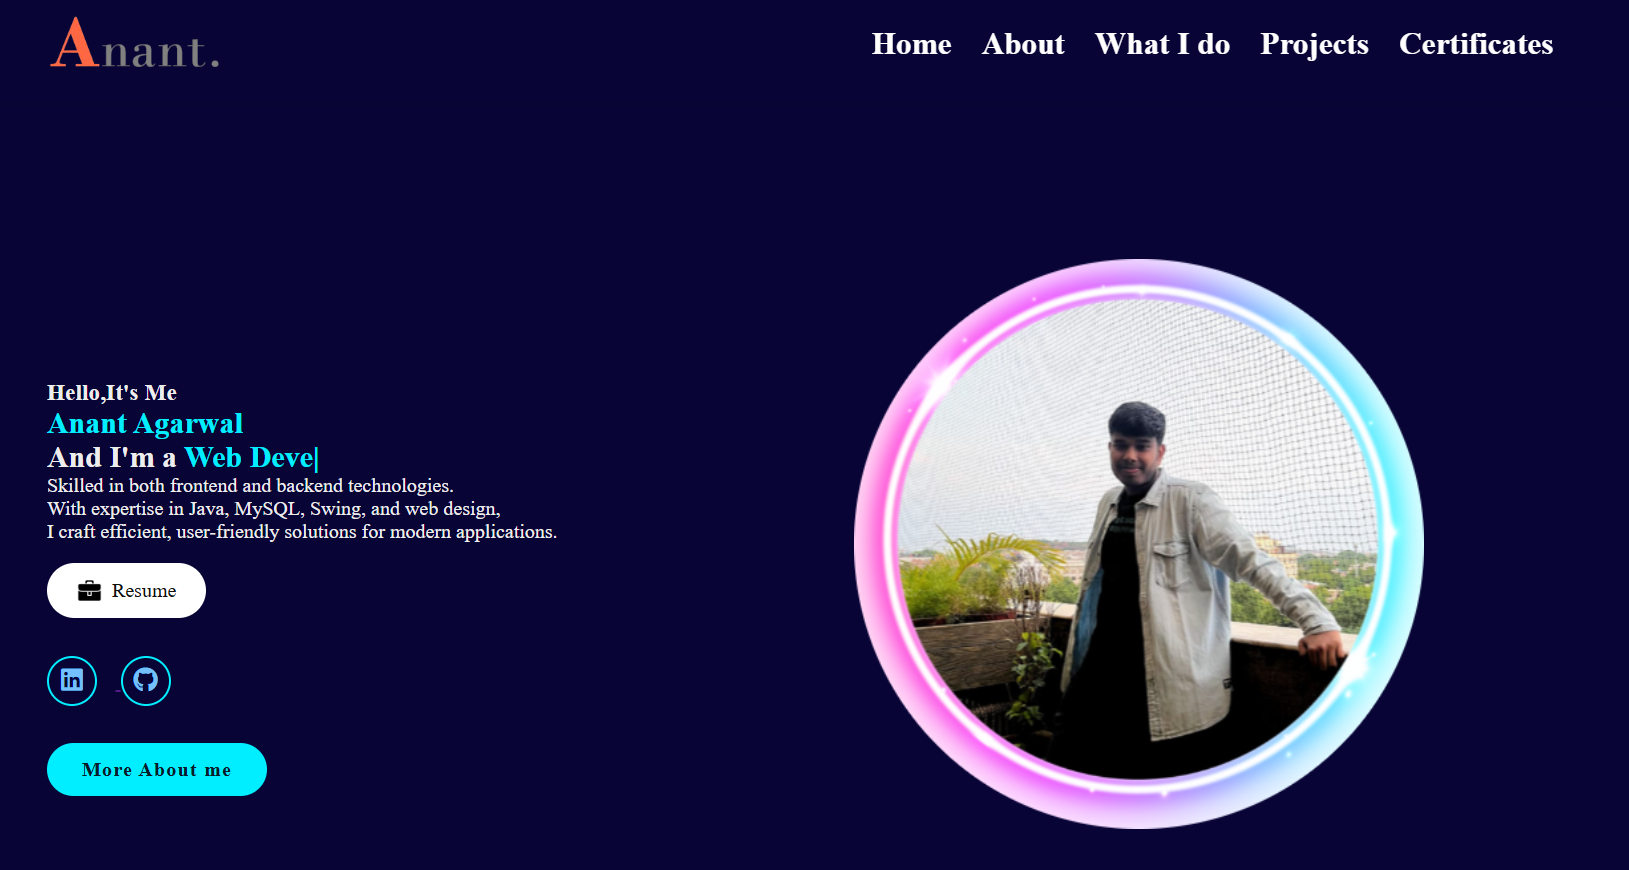 Anant.
Home About What I do Projects Certificates
Hello,It's Me
Anant Agarwal
And I'm a Web Deve|
Skilled in both frontend and backend technologies.
With expertise in Java, MySQL, Swing, and web design,
I craft efficient, user-friendly solutions for modern applications.
Resume
in
More About me